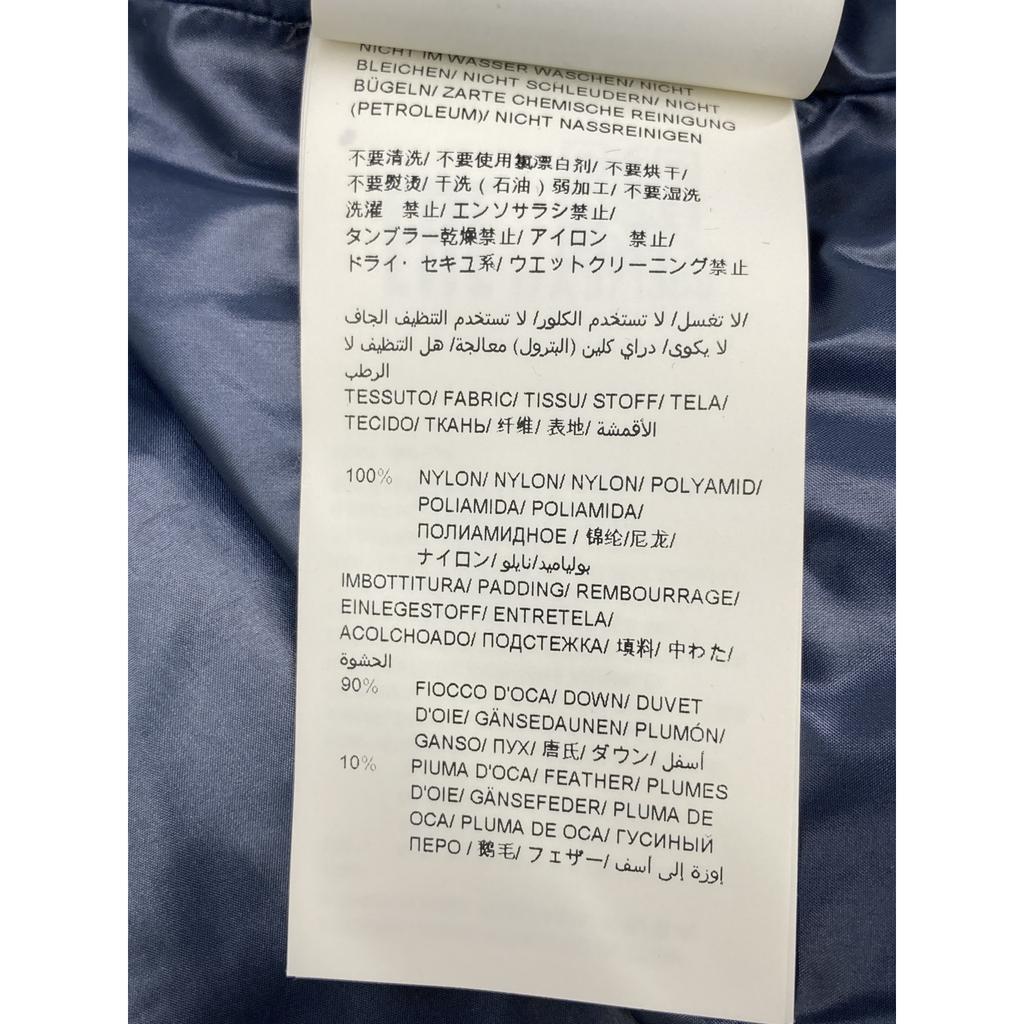 NICHT IM WASSER WASCHEN/ NICHT
BLEICHEN/ NICHT SCHLEUDERN/ NICHT
BÜGELN/ ZARTE CHEMISCHE REINIGUNG
(PETROLEUM)/ NICHT NASSREINIGEN
不要清洗/ 不要使用氯漂白剂/ 不要烘干/
不要熨烫/ 干洗（石油）弱加工/ 不要湿洗
洗濯　禁止/ エンソサラシ禁止/
タンブラー乾燥禁止/ アイロン　禁止/
ドライ・セキユ系/ ウエットクリーニング禁止
لا تغسل/ لا تستخدم الكلور/ لا تستخدم التنظيف الجاف/
لا يكوى/ دراي كلين (البترول) معالجة/ هل التنظيف لا
الرطب
TESSUTO/ FABRIC/ TISSU/ STOFF/ TELA/
TECIDO/ ТКАНЬ/ 纤维/ 表地/ الأقمشة
100% NYLON/ NYLON/ NYLON/ POLYAMID/
POLIAMIDA/ POLIAMIDA/
ПОЛИАМИДНОЕ / 锦纶/尼龙/
ナイロン/ بولياميد/نايلو
IMBOTTITURA/ PADDING/ REMBOURRAGE/
EINLEGESTOFF/ ENTRETELA/
ACOLCHOADO/ ПОДСТЕЖКА/ 填料/ 中わた/
الحشوة
90% FIOCCO D'OCA/ DOWN/ DUVET
D'OIE/ GÄNSEDAUNEN/ PLUMÓN/
GANSO/ ПУХ/ 唐氏/ ダウン/ أسفل
10% PIUMA D'OCA/ FEATHER/ PLUMES
D'OIE/ GÄNSEFEDER/ PLUMA DE
OCA/ PLUMA DE OCA/ ГУСИНЫЙ
ПЕРО / 鹅毛/ フェザー/ إوزة إلى أسف